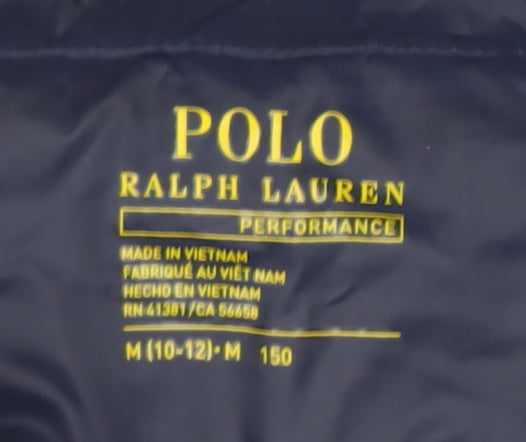 POLO
RALPH LAUREN
PERFORMANCE
MADE IN VIETNAM
FABRIQUÉ AU VIÊT NAM
HECHO EN VIETNAM
RN 41381/CA 56658
M (10-12)• M 150